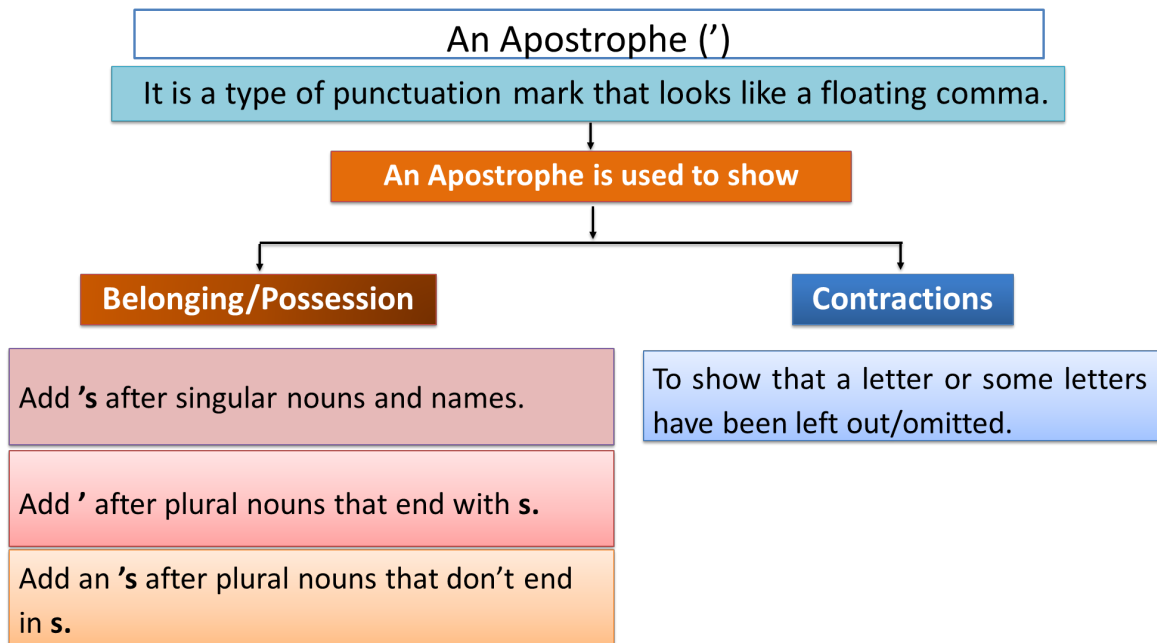 An Apostrophe (’)
It is a type of punctuation mark that looks like a floating comma.
An Apostrophe is used to show
Belonging/Possession
Contractions
Add ’s after singular nouns and names.
Add ’ after plural nouns that end with s.
Add an ’s after plural nouns that don’t end
in s.
To show that a letter or some letters
have been left out/omitted.